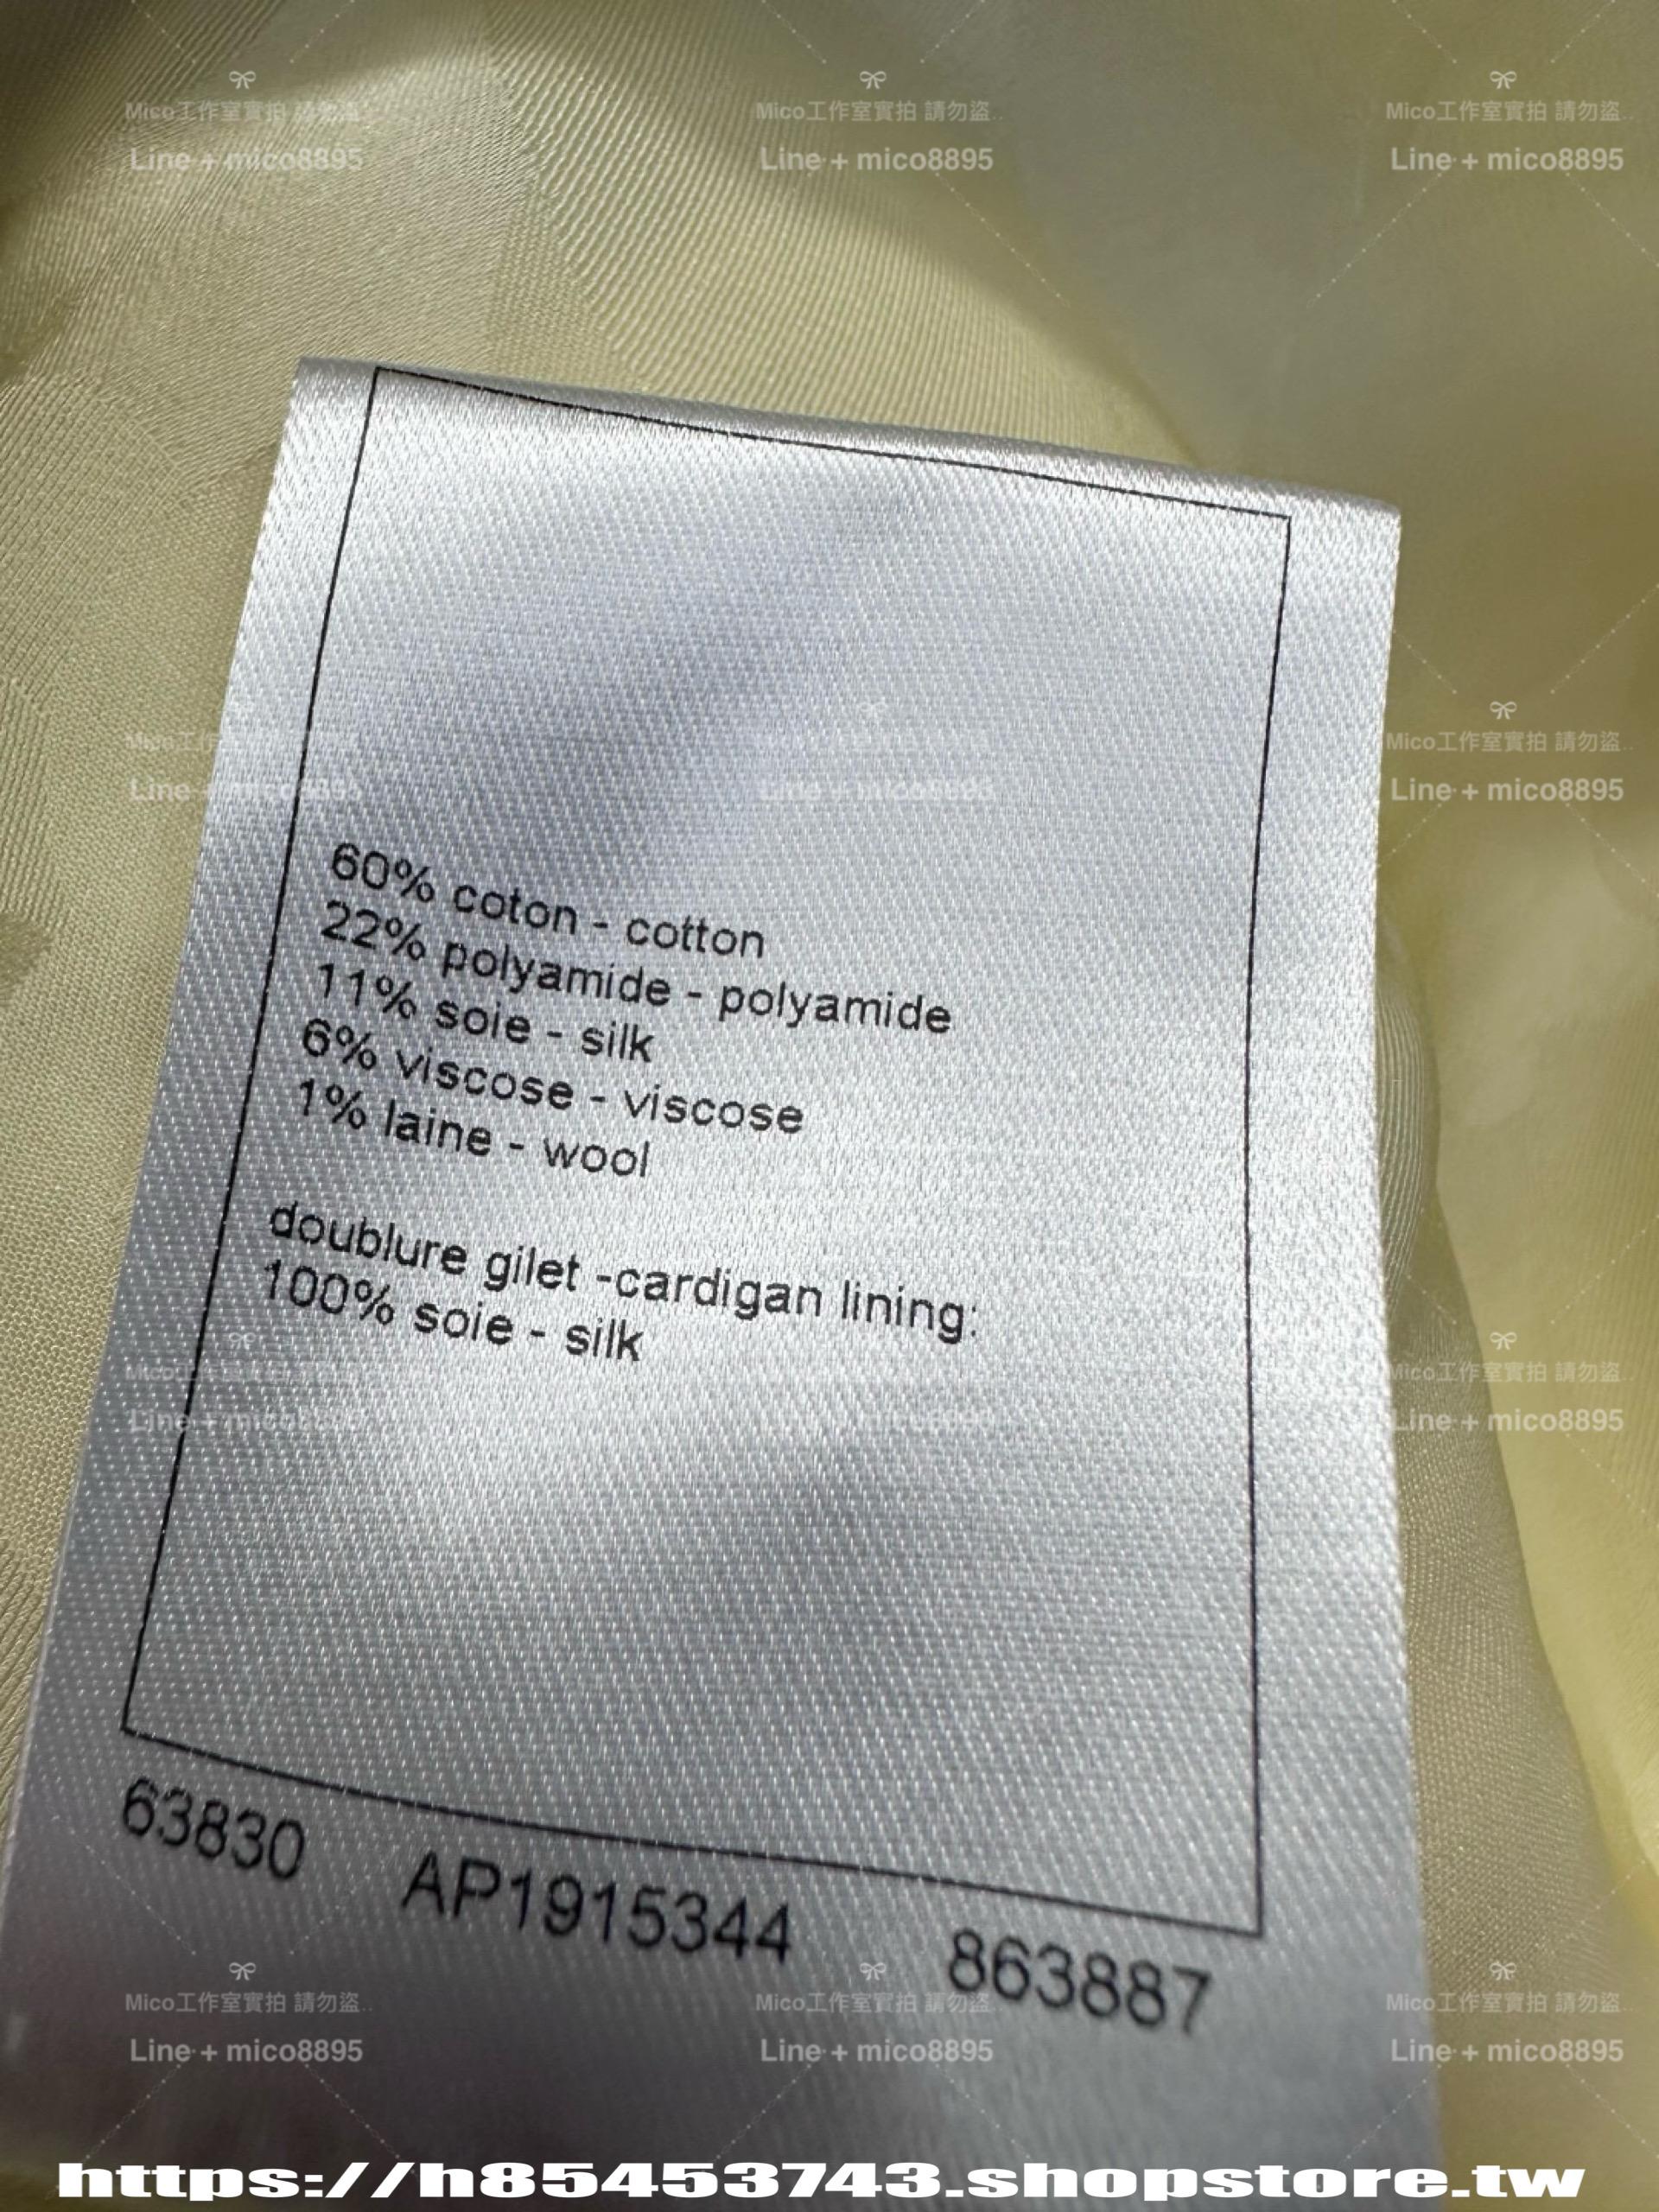 Mico工作室實拍 請勿盜..
Line + mico8895
Mico工作室實拍 請勿盜..
Line + mico8895
Mico工作室實拍 請勿盜..
Line + mico8895
Mico工作室實拍 請勿盜..
Line + mico8895
60% coton - cotton
22% polyamide - polyamide
11% soie - silk
6% viscose - viscose
1% laine - wool
doublure gilet -cardigan lining:
100% soie - silk
Mico工作室實拍 請勿盜..
Line + mico8895
63830 AP1915344 863887
Mico工作室實拍 請勿盜..
Line + mico8895
Mico工作室實拍 請勿盜..
Line + mico8895
Mico工作室實拍 請勿盜..
Line + mico8895
https://h85453743.shopstore.tw